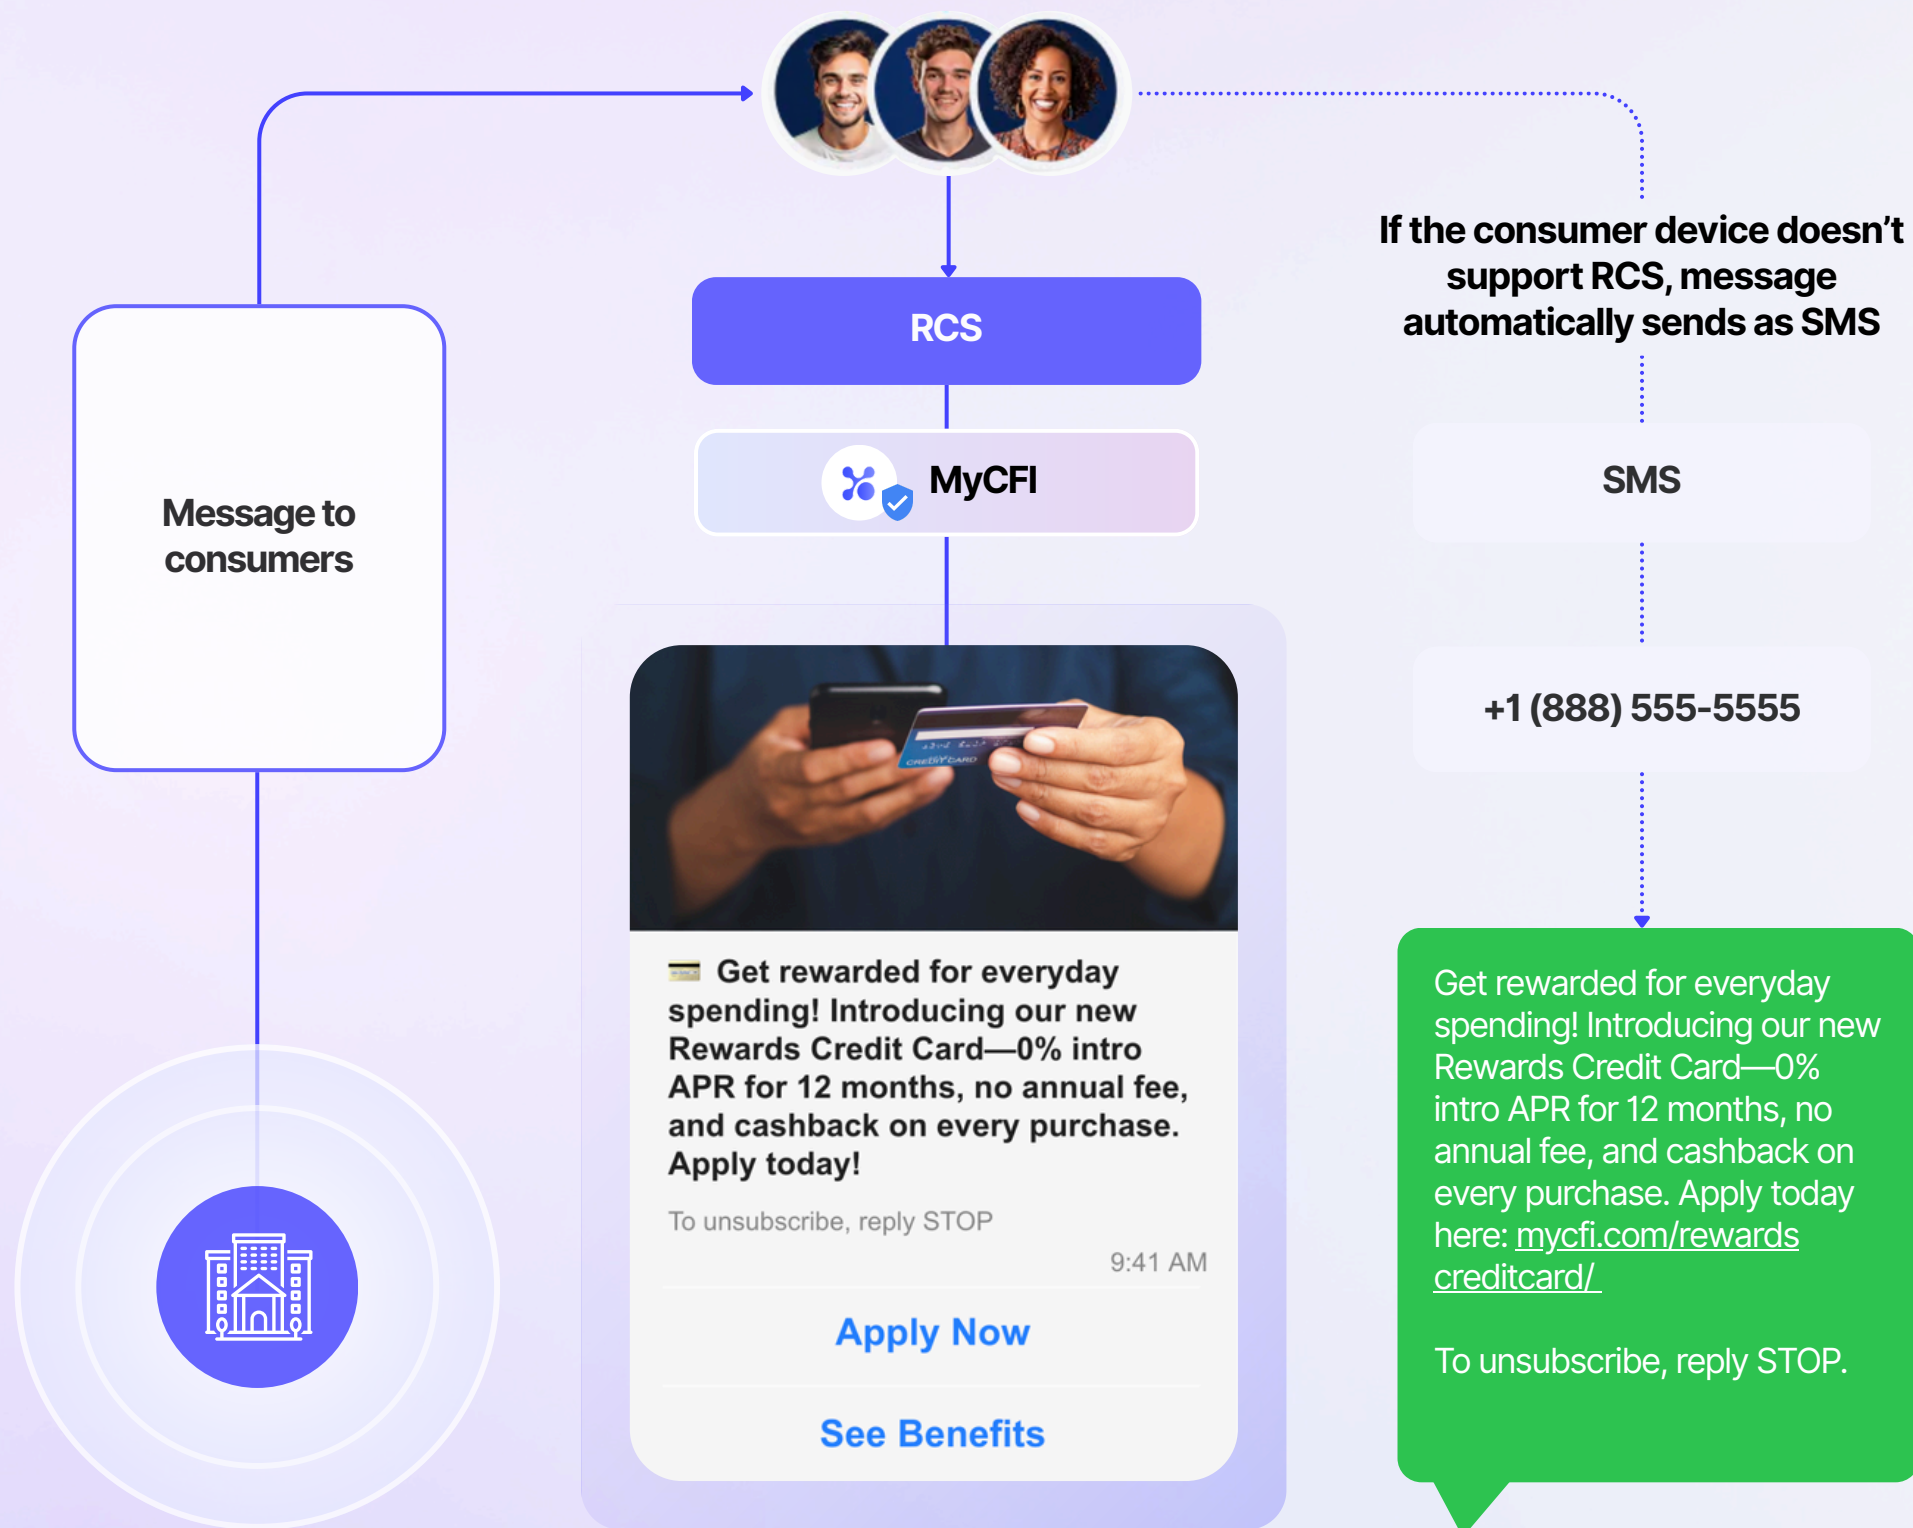 Message to
consumers
RCS
MyCFI
CREDIT CARD
💳 Get rewarded for everyday
spending! Introducing our new
Rewards Credit Card—0% intro
APR for 12 months, no annual fee,
and cashback on every purchase.
Apply today!
To unsubscribe, reply STOP
9:41 AM
Apply Now
See Benefits
If the consumer device doesn’t
support RCS, message
automatically sends as SMS
SMS
+1 (888) 555-5555
Get rewarded for everyday
spending! Introducing our new
Rewards Credit Card—0%
intro APR for 12 months, no
annual fee, and cashback on
every purchase. Apply today
here: mycfi.com/rewards
creditcard/
To unsubscribe, reply STOP.